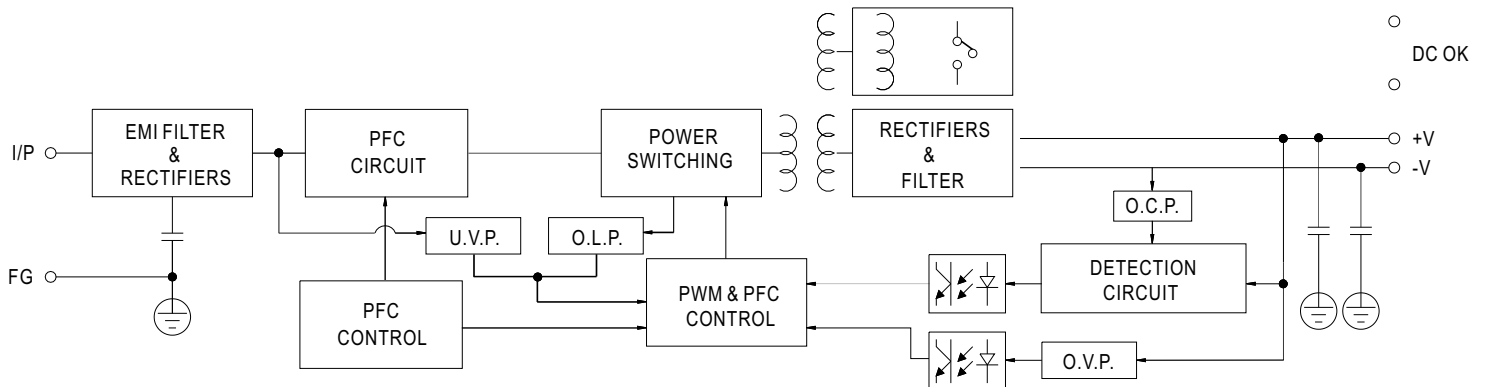 DC OK
I/P
EMI FILTER
&
RECTIFIERS
PFC
CIRCUIT
POWER
SWITCHING
RECTIFIERS
&
FILTER
+V
-V
O.C.P.
U.V.P.
O.L.P.
FG
PFC
CONTROL
PWM & PFC
CONTROL
DETECTION
CIRCUIT
O.V.P.